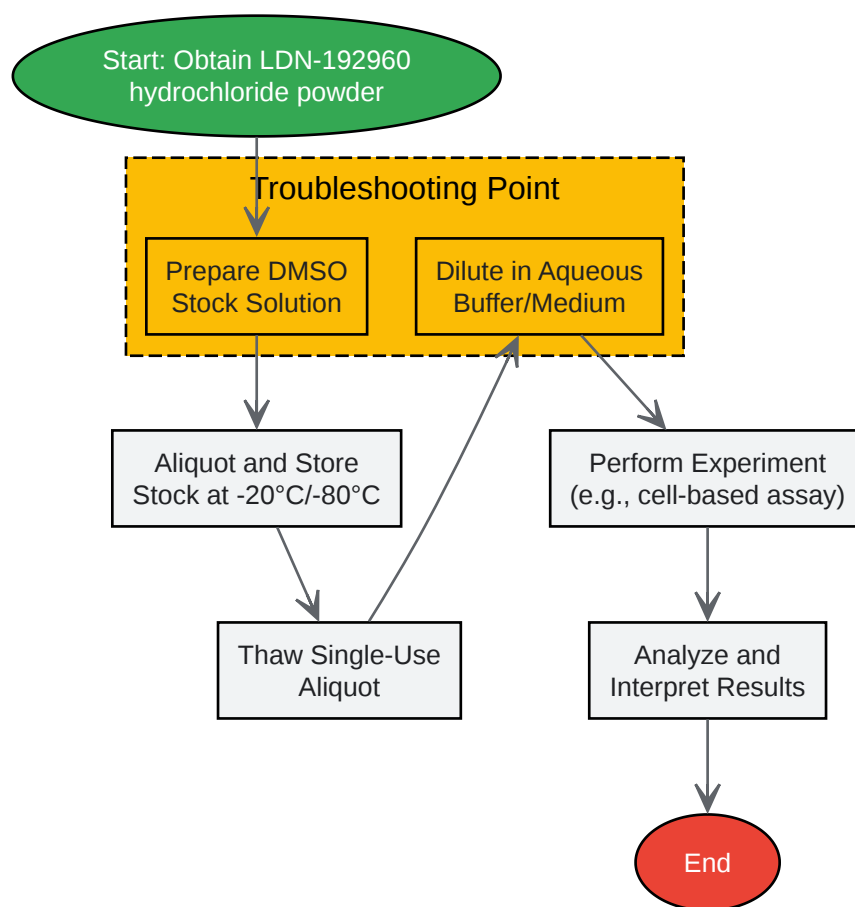 Start: Obtain LDN-192960
hydrochloride powder
Troubleshooting Point
Prepare DMSO
Stock Solution
Dilute in Aqueous
Buffer/Medium
Aliquot and Store
Stock at -20°C/-80°C
Perform Experiment
(e.g., cell-based assay)
Thaw Single-Use
Aliquot
Analyze and
Interpret Results
End